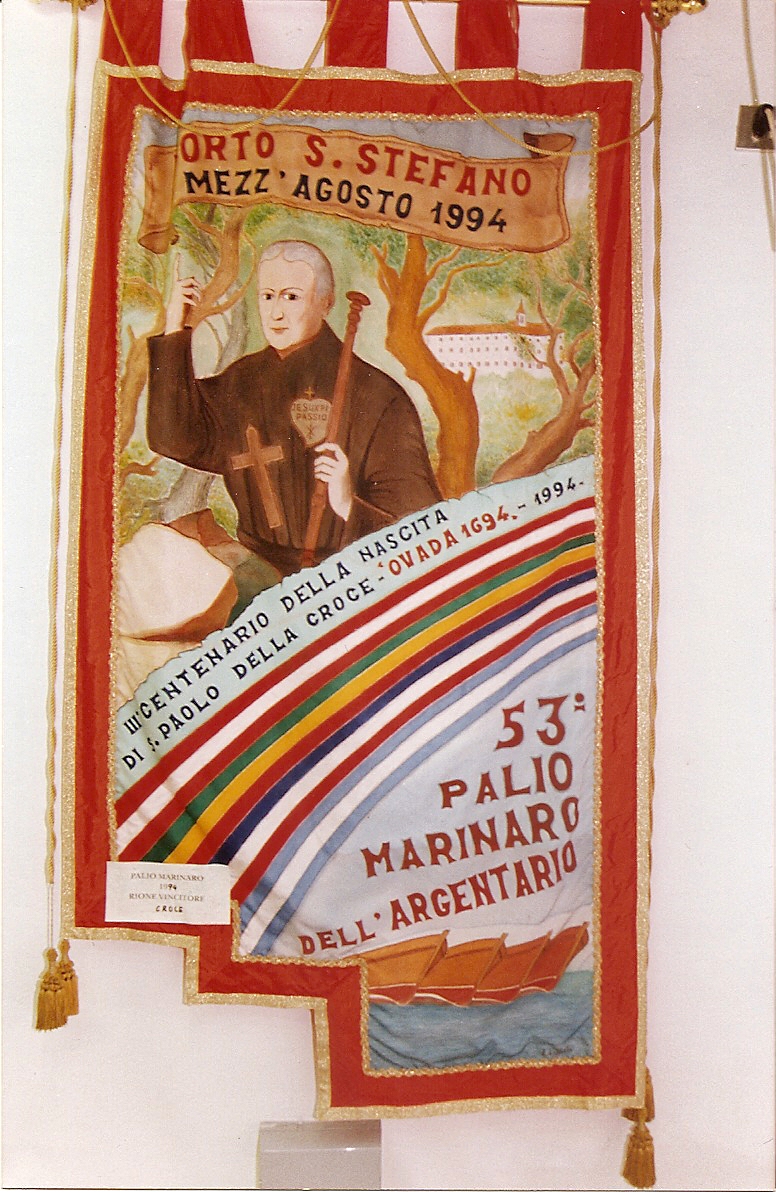 ORTO S. STEFANO
MEZZ'AGOSTO 1994
JESU XPI
PASSIO
III° CENTENARIO DELLA NASCITA
DI S. PAOLO DELLA CROCE - 'OVADA 1694. - 1994.
53°
PALIO
MARINARO
DELL'ARGENTARIO
PALIO MARINARO
1994
RIONE VINCITORE
CROCE